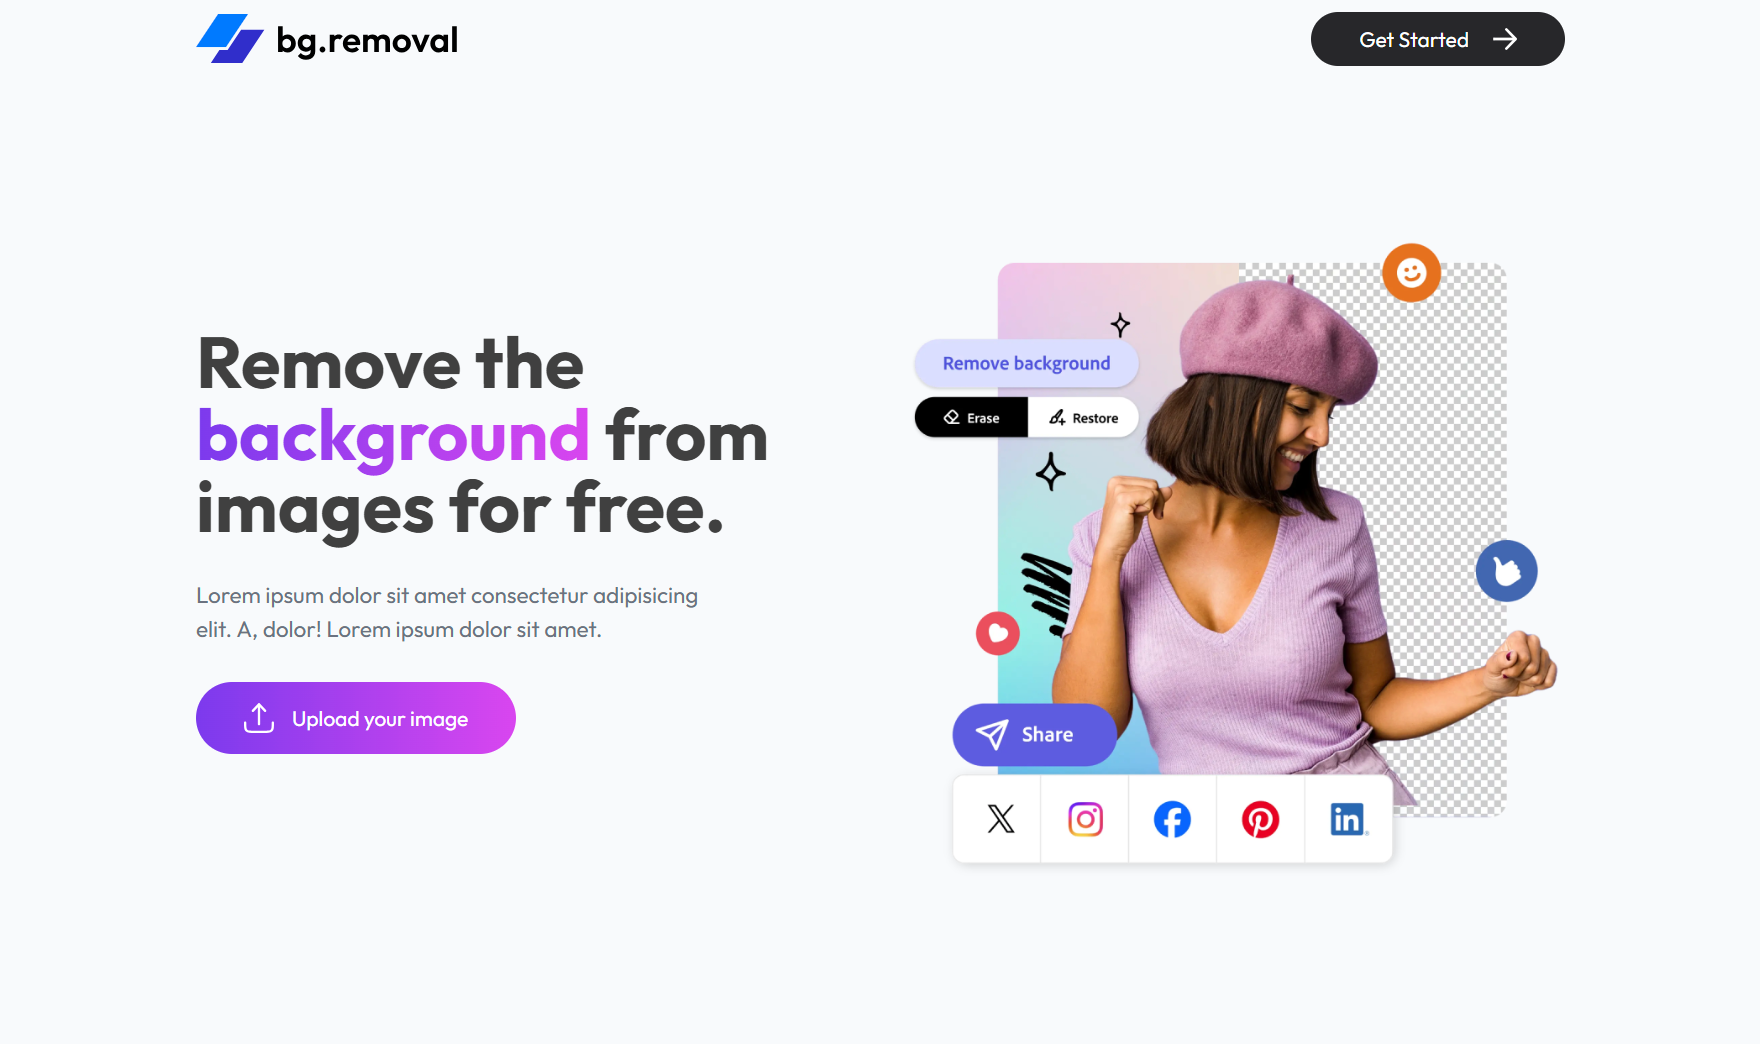 bg.removal
Get Started
Remove the
background from
images for free.
Lorem ipsum dolor sit amet consectetur adipisicing
elit. A, dolor! Lorem ipsum dolor sit amet.
Upload your image
Remove background
Erase
Restore
Share